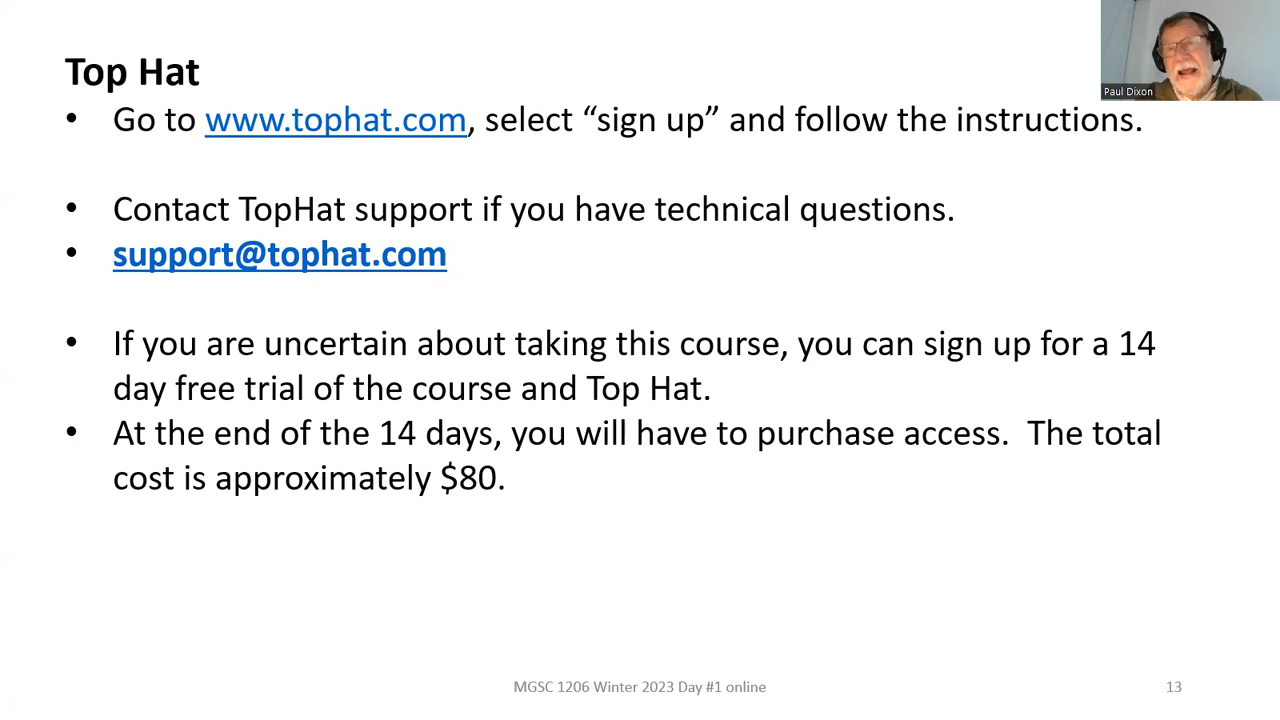 Top Hat
• Go to www.tophat.com, select “sign up” and follow the instructions.
• Contact TopHat support if you have technical questions.
• support@tophat.com
• If you are uncertain about taking this course, you can sign up for a 14
day free trial of the course and Top Hat.
• At the end of the 14 days, you will have to purchase access.  The total
cost is approximately $80.
Paul Dixon
MGSC 1206 Winter 2023 Day #1 online
13